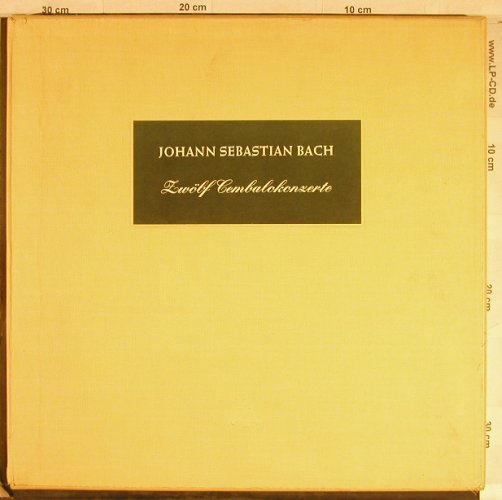 30 cm
20 cm
10 cm
JOHANN SEBASTIAN BACH
Zwölf Cembalokonzerte
www.LP-CD.de
10 cm
20 cm
30 cm